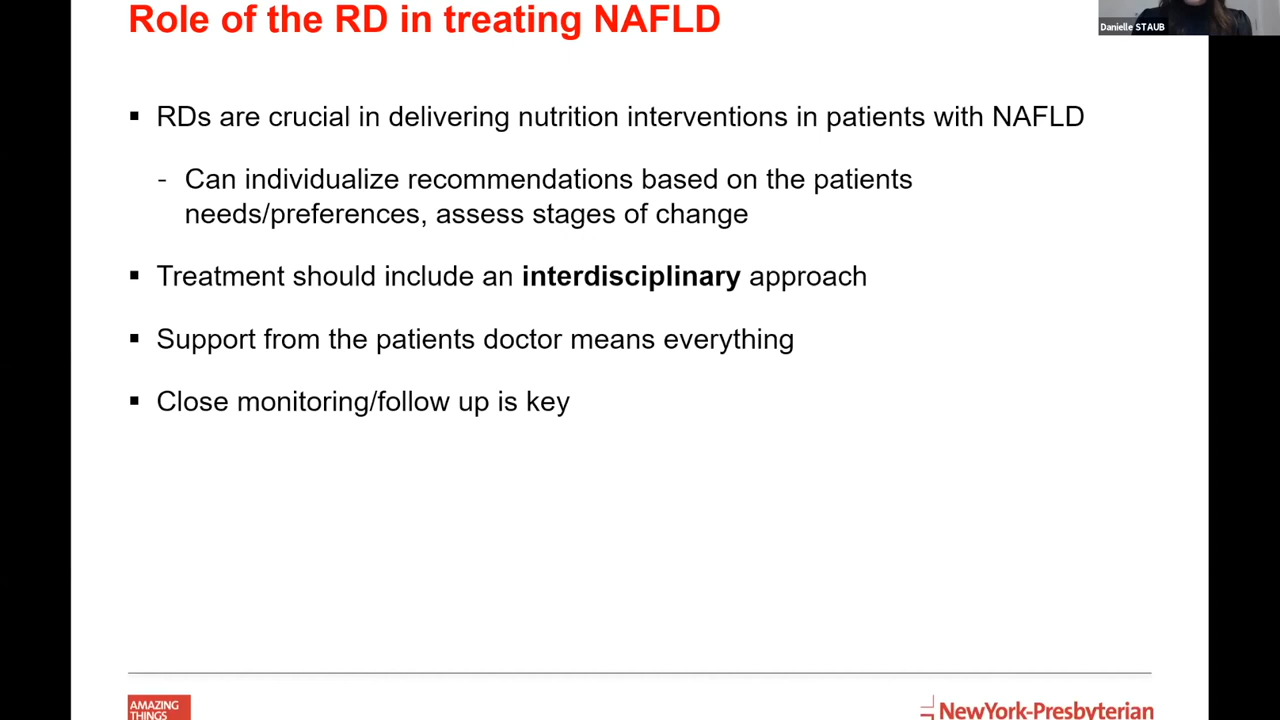 Role of the RD in treating NAFLD
Danielle STAUB
▪ RDs are crucial in delivering nutrition interventions in patients with NAFLD
- Can individualize recommendations based on the patients
needs/preferences, assess stages of change
▪ Treatment should include an interdisciplinary approach
▪ Support from the patients doctor means everything
▪ Close monitoring/follow up is key
AMAZING
THINGS
NewYork-Presbyterian